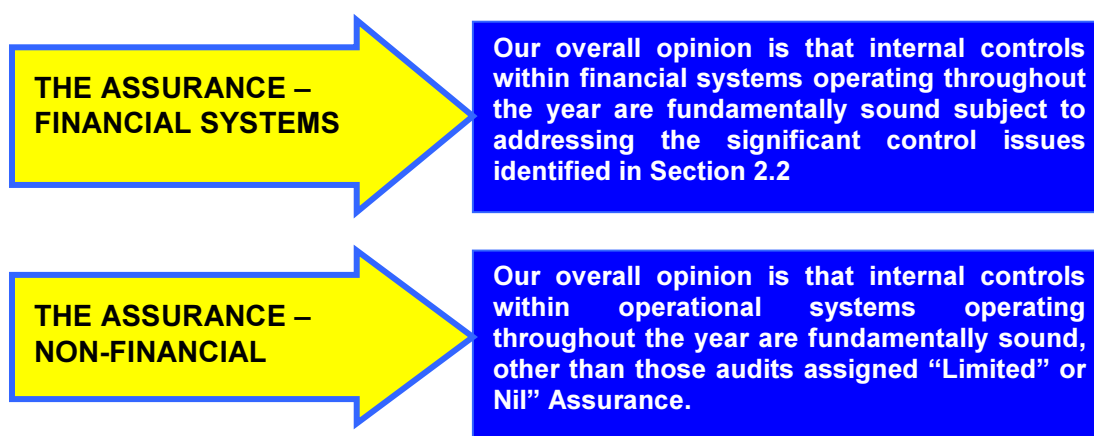 THE ASSURANCE –
FINANCIAL SYSTEMS
Our overall opinion is that internal controls
within financial systems operating throughout
the year are fundamentally sound subject to
addressing the significant control issues
identified in Section 2.2
THE ASSURANCE –
NON-FINANCIAL
Our overall opinion is that internal controls
within operational systems operating
throughout the year are fundamentally sound,
other than those audits assigned “Limited” or
Nil” Assurance.